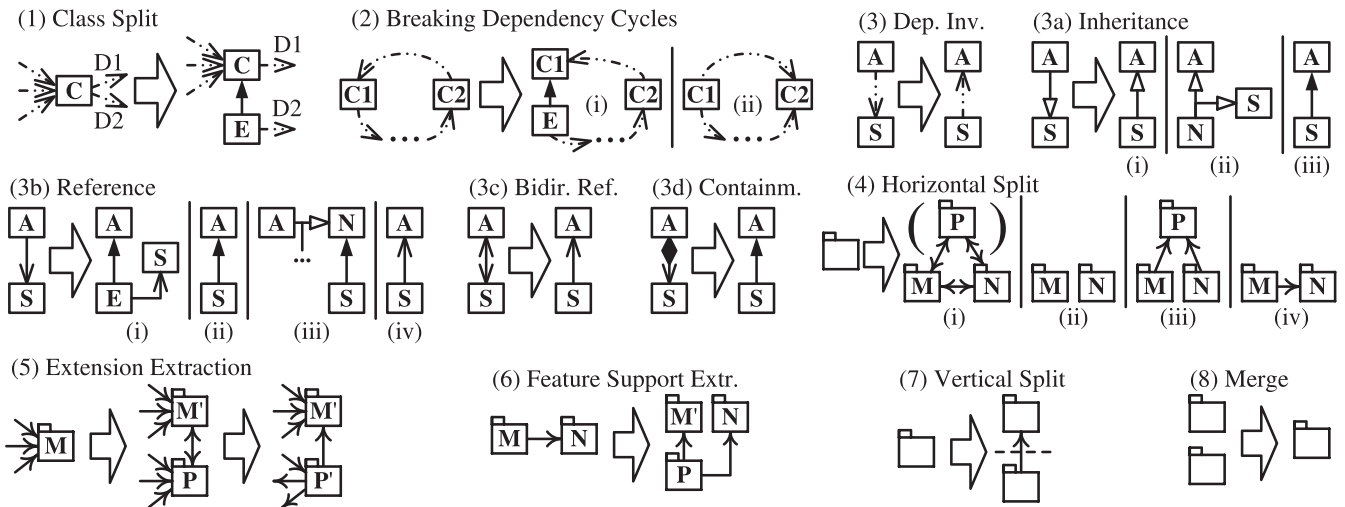 (1) Class Split
(2) Breaking Dependency Cycles
(3) Dep. Inv.
(3a) Inheritance
C D1 D2
C D1
E D2
C1 C2
C1 C2
E (i)
C1 (ii) C2
A S
A S
A S
A S (i)
A N S (ii)
A S (iii)
(3b) Reference
(3c) Bidir. Ref.
(3d) Containm.
(4) Horizontal Split
A S
A E S (i)
A S (ii)
A N S (iii)
A S (iv)
A S
A S
A S
A S
( P )
M N (i)
M N (ii)
P
M N (iii)
M N (iv)
(5) Extension Extraction
(6) Feature Support Extr.
(7) Vertical Split
(8) Merge
M
M'
P
M'
P'
M N
M' N
P